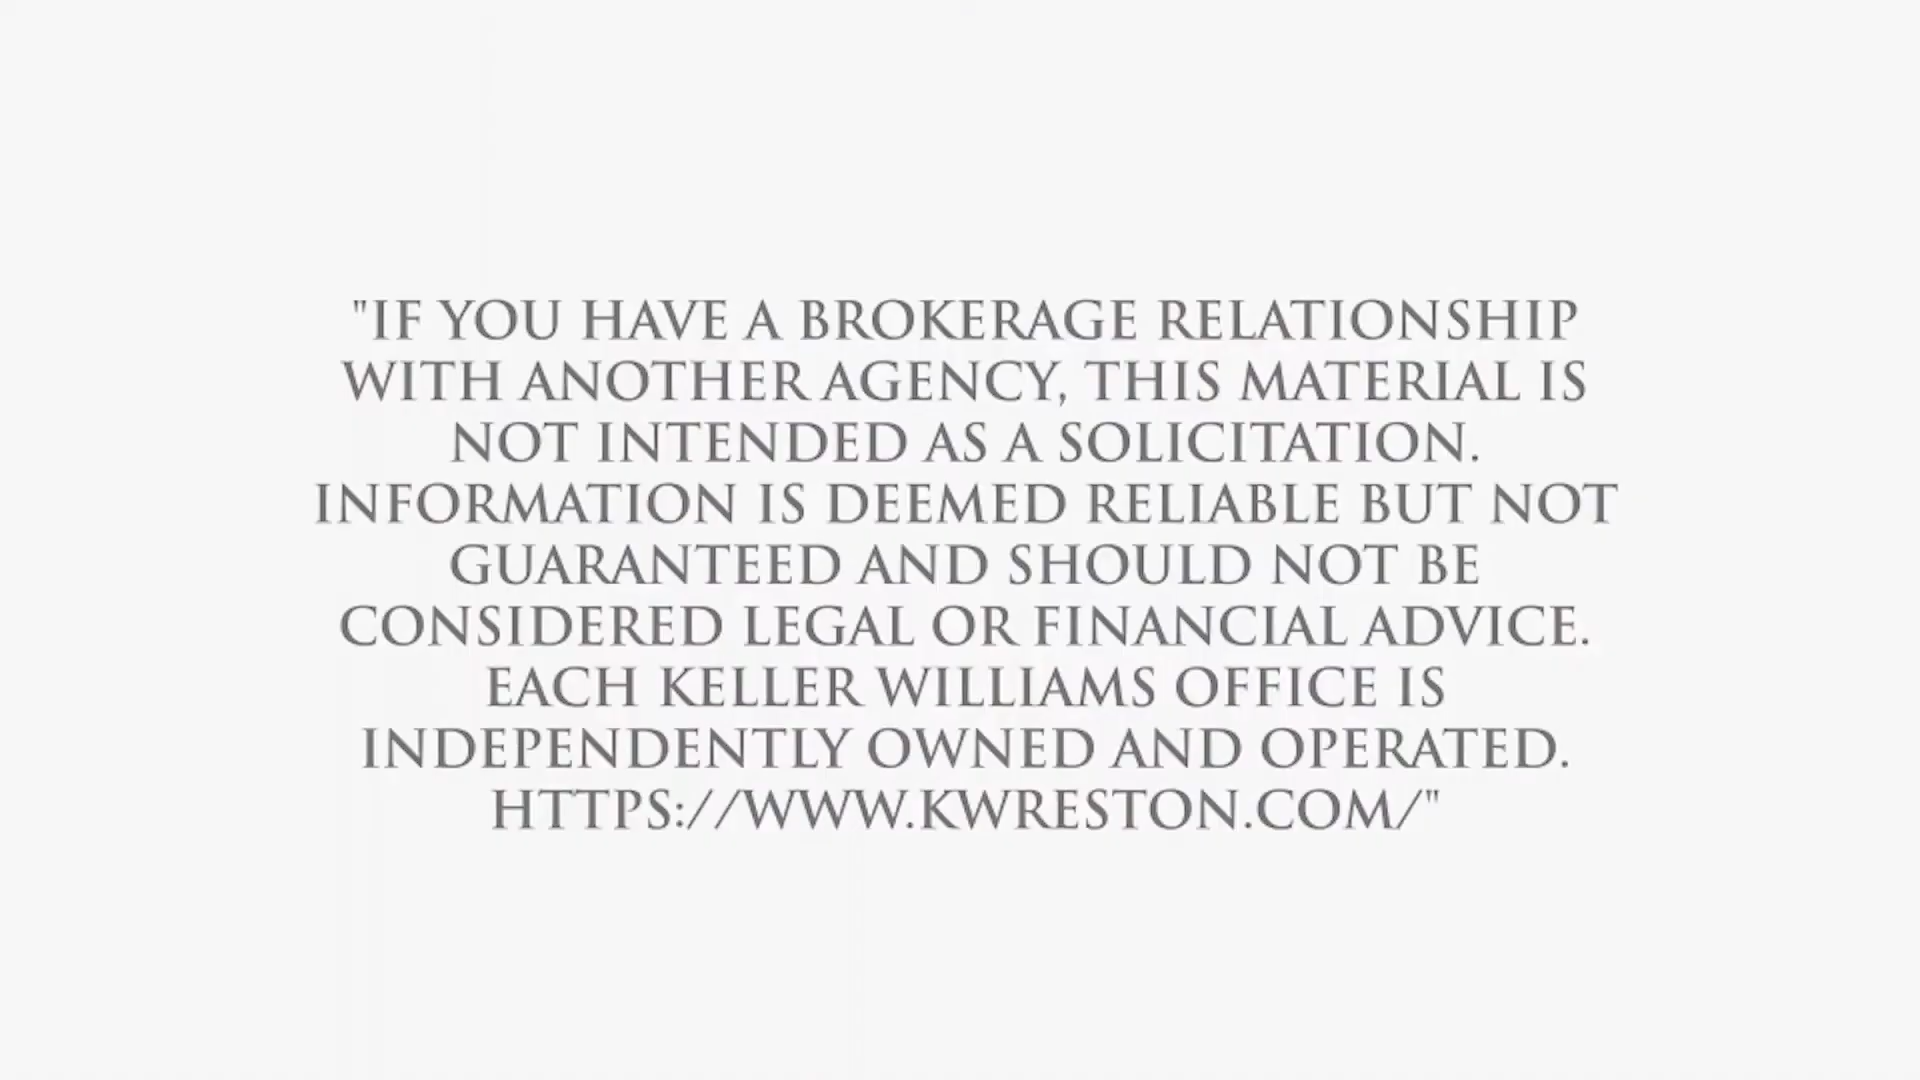 "IF YOU HAVE A BROKERAGE RELATIONSHIP
WITH ANOTHER AGENCY, THIS MATERIAL IS
NOT INTENDED AS A SOLICITATION.
INFORMATION IS DEEMED RELIABLE BUT NOT
GUARANTEED AND SHOULD NOT BE
CONSIDERED LEGAL OR FINANCIAL ADVICE.
EACH KELLER WILLIAMS OFFICE IS
INDEPENDENTLY OWNED AND OPERATED.
HTTPS://WWW.KWRESTON.COM/"